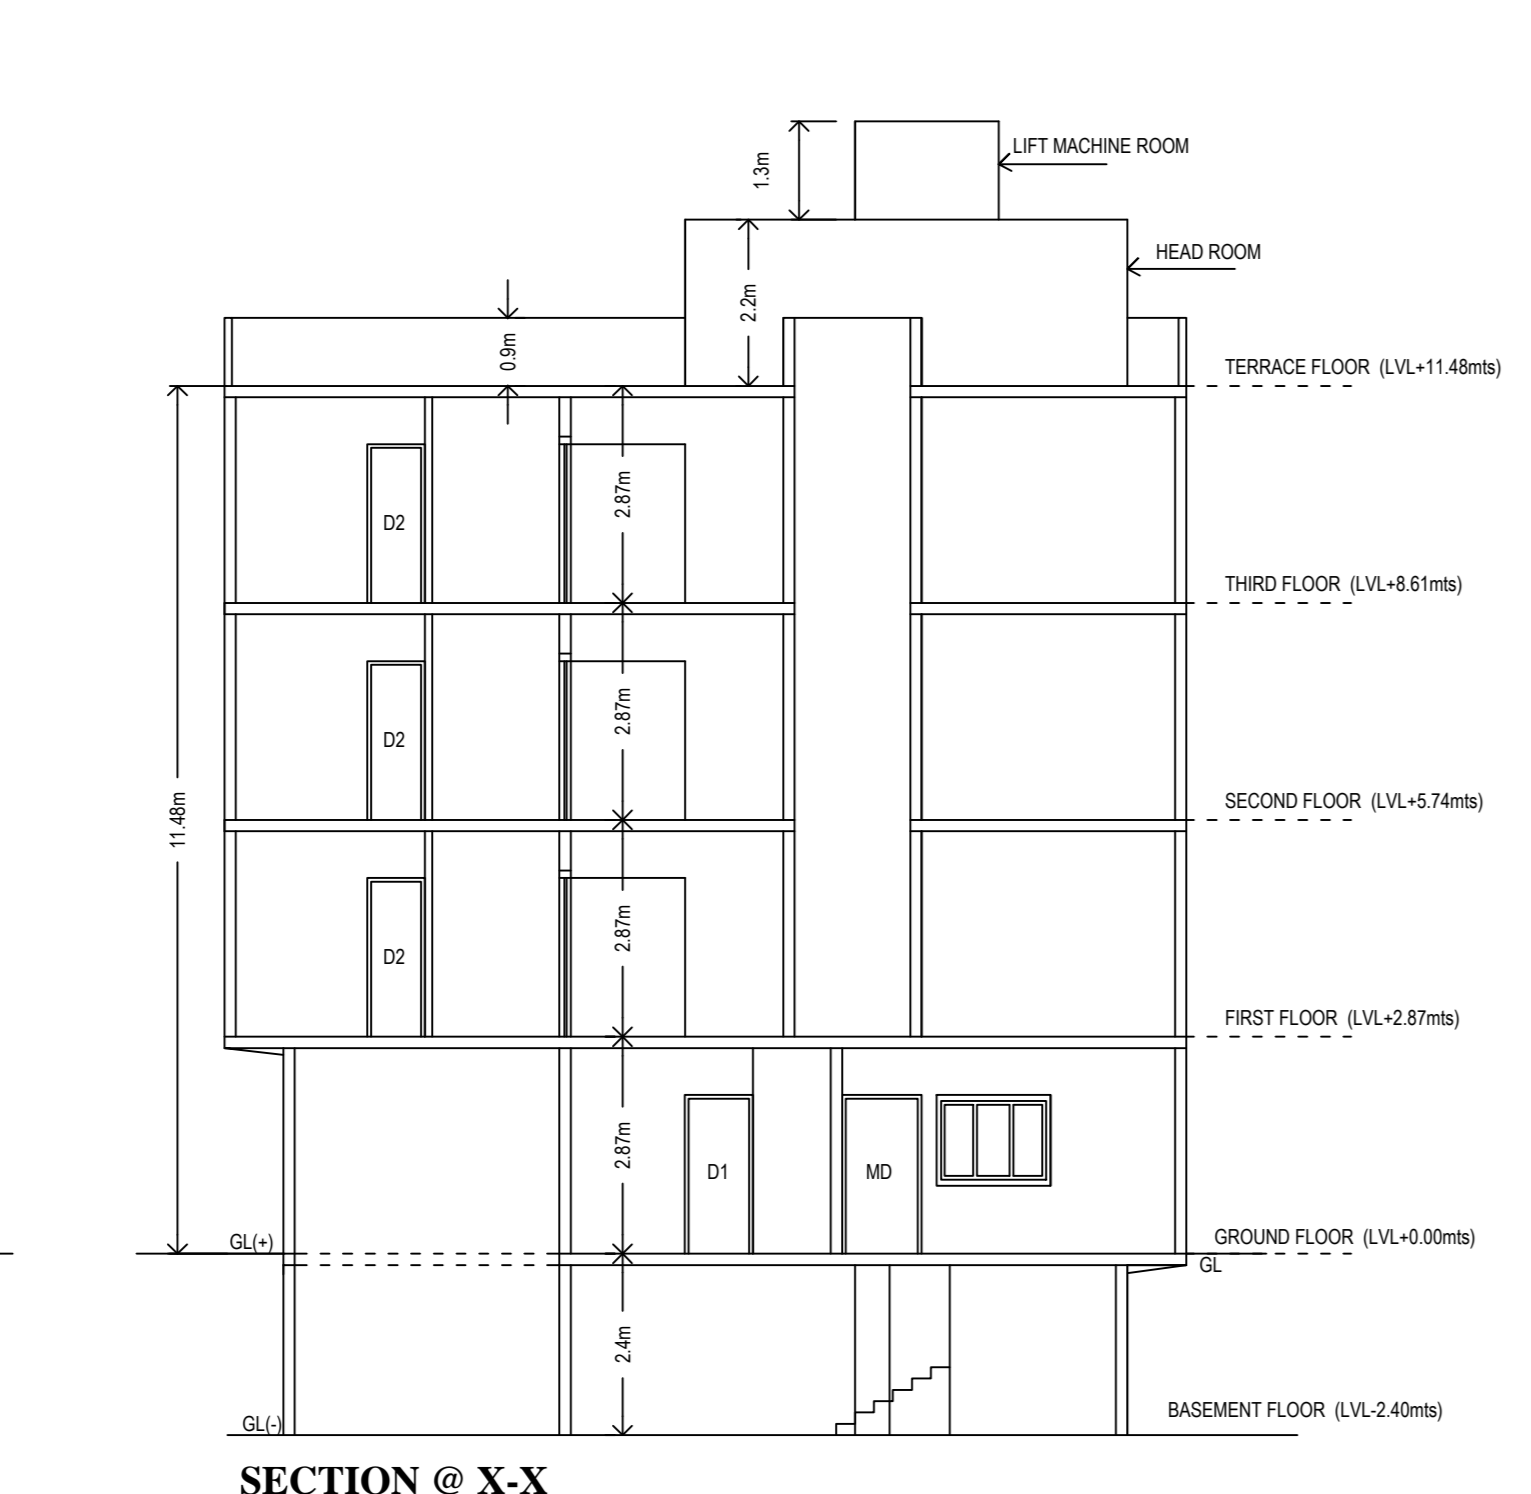 LIFT MACHINE ROOM
1.3m
HEAD ROOM
2.2m
0.9m
TERRACE FLOOR (LVL+11.48mts)
2.87m
D2
THIRD FLOOR (LVL+8.61mts)
2.87m
D2
SECOND FLOOR (LVL+5.74mts)
11.48m
2.87m
D2
FIRST FLOOR (LVL+2.87mts)
2.87m
D1
MD
GL(+)
GROUND FLOOR (LVL+0.00mts)
GL
2.4m
GL(-)
BASEMENT FLOOR (LVL-2.40mts)
SECTION @ X-X